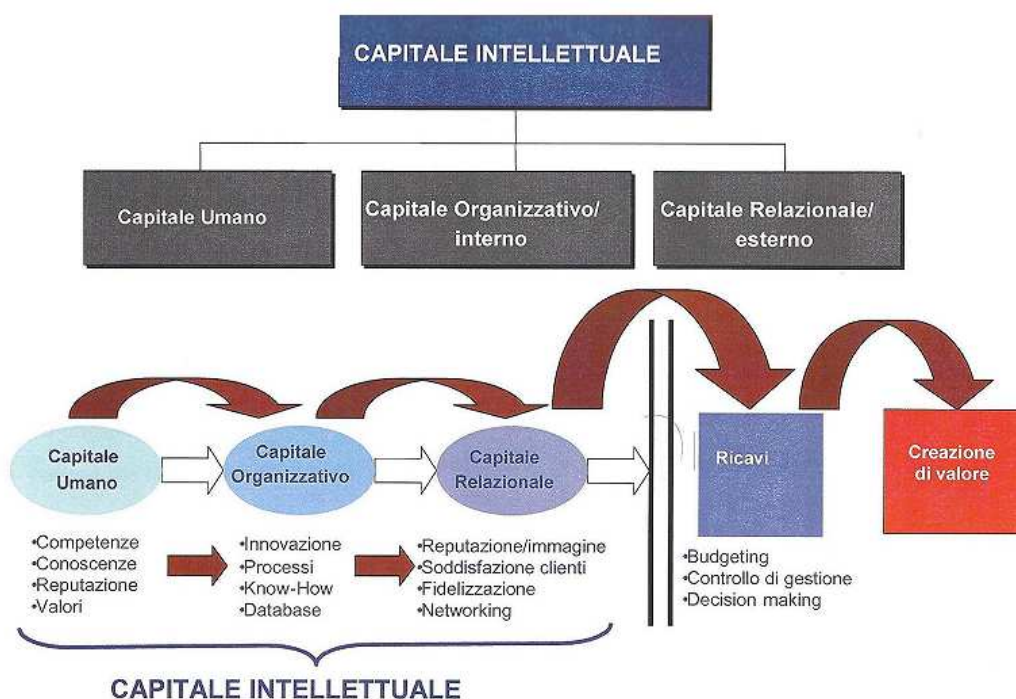 CAPITALE INTELLETTUALE
Capitale Umano
Capitale Organizzativo/
interno
Capitale Relazionale/
esterno
Capitale
Umano
Capitale
Organizzativo
Capitale
Relazionale
Ricavi
Creazione
di valore
•Competenze
•Conoscenze
•Reputazione
•Valori
•Innovazione
•Processi
•Know-How
•Database
•Reputazione/immagine
•Soddisfazione clienti
•Fidelizzazione
•Networking
•Budgeting
•Controllo di gestione
•Decision making
CAPITALE INTELLETTUALE